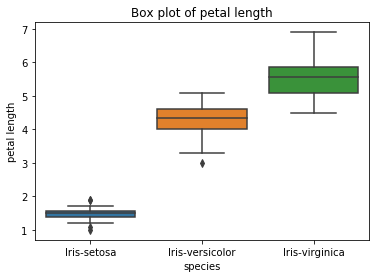 Box plot of petal length
7
6
5
4
3
2
1
petal length
Iris-setosa
Iris-versicolor
Iris-virginica
species